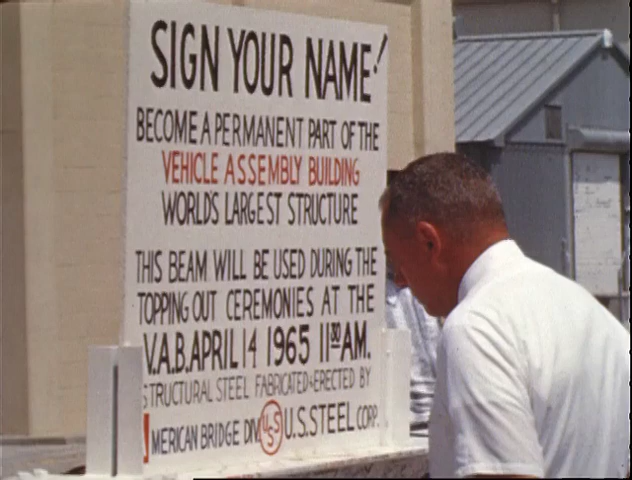 SIGN YOUR NAME!
BECOME A PERMANENT PART OF THE
VEHICLE ASSEMBLY BUILDING
WORLDS LARGEST STRUCTURE
THIS BEAM WILL BE USED DURING THE
TOPPING OUT CEREMONIES AT THE
V.A.B. APRIL 14 1965 11 30 AM.
STRUCTURAL STEEL FABRICATED & ERECTED BY
MERICAN BRIDGE DIV. USS U.S. STEEL CORP.